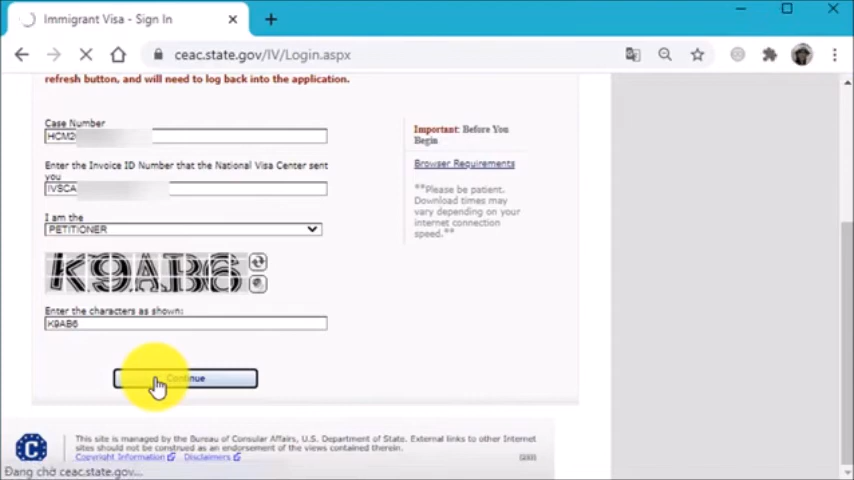 Immigrant Visa - Sign In
ceac.state.gov/IV/Login.aspx
refresh button, and will need to log back into the application.
Case Number
HCM2
Enter the Invoice ID Number that the National Visa Center sent
you
IVSCA
I am the
PETITIONER
K9AB6
Enter the characters as shown:
K9AB6
Continue
Important: Before You
Begin
Browser Requirements
**Please be patient.
Download times may
vary depending on your
internet connection
speed.**
This site is managed by the Bureau of Consular Affairs, U.S. Department of State. External links to other Internet
sites should not be construed as an endorsement of the views contained therein.
Copyright Information Disclaimers
C
Đang chờ ceac.state.gov...